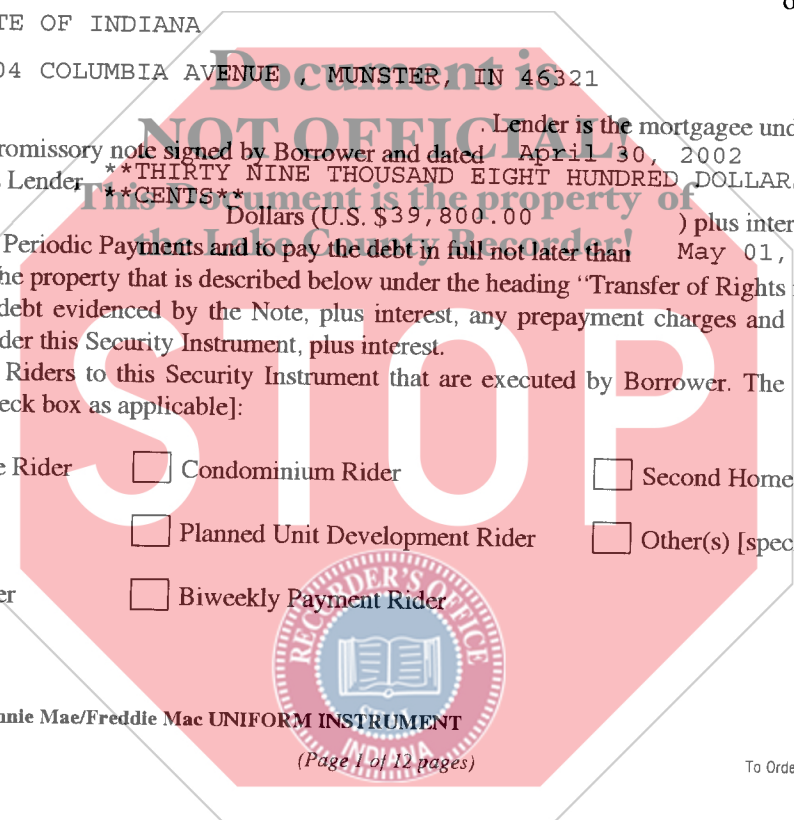 TE OF INDIANA
04 COLUMBIA AVENUE , MUNSTER, IN 46321
Document is
NOT OFFICIAL!
. Lender is the mortgagee und
romissory note signed by Borrower and dated April 30, 2002
Lender **THIRTY NINE THOUSAND EIGHT HUNDRED DOLLAR
**CENTS**
This Document is the property of
Dollars (U.S. $39,800.00 ) plus inter
the Lake County Recorder!
Periodic Payments and to pay the debt in full not later than May 01,
he property that is described below under the heading "Transfer of Rights
debt evidenced by the Note, plus interest, any prepayment charges and
der this Security Instrument, plus interest.
Riders to this Security Instrument that are executed by Borrower. The
eck box as applicable]:
STOP
e Rider Condominium Rider Second Home
Planned Unit Development Rider Other(s) [spec
er Biweekly Payment Rider
RECORDER'S OFFICE
SEAL
INDIANA
nnie Mae/Freddie Mac UNIFORM INSTRUMENT
(Page 1 of 12 pages)
To Orde